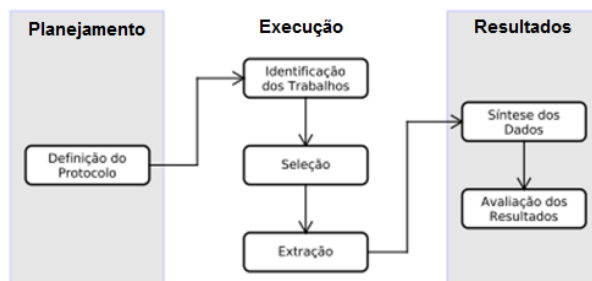 Planejamento
Definição do
Protocolo
Execução
Identificação
dos Trabalhos
Seleção
Extração
Resultados
Síntese dos
Dados
Avaliação dos
Resultados